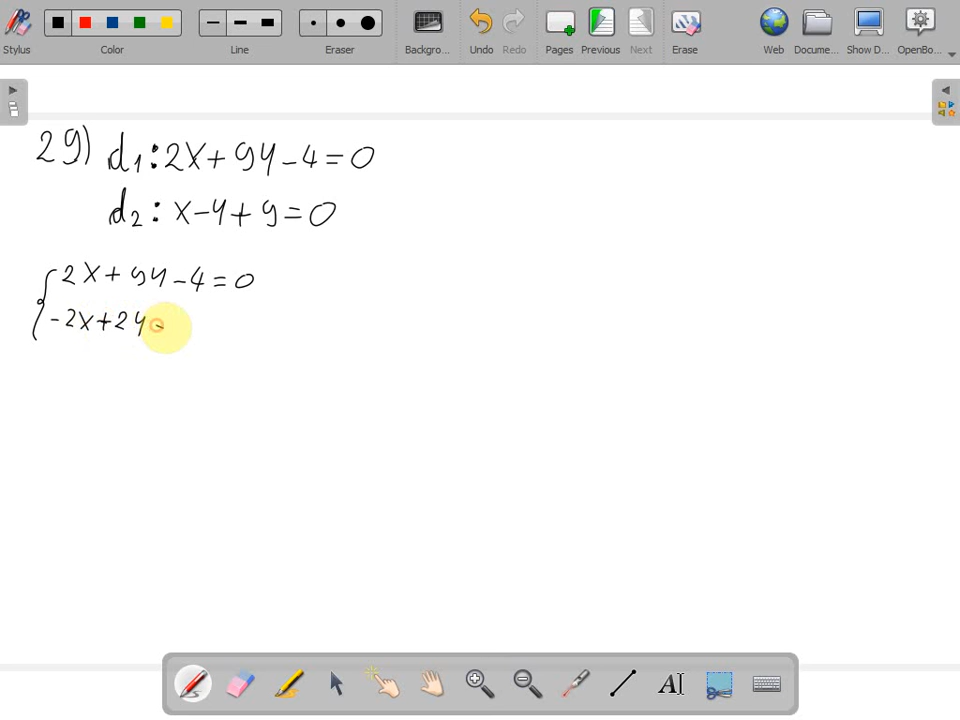 Stylus Color Line Eraser Backgro... Undo Redo Pages Previous Next Erase Web Docume... Show D... OpenBo...
29) d₁: 2x + 9y - 4 = 0
d₂: x - y + 9 = 0
2x + 9y - 4 = 0
-2x + 2y -
A